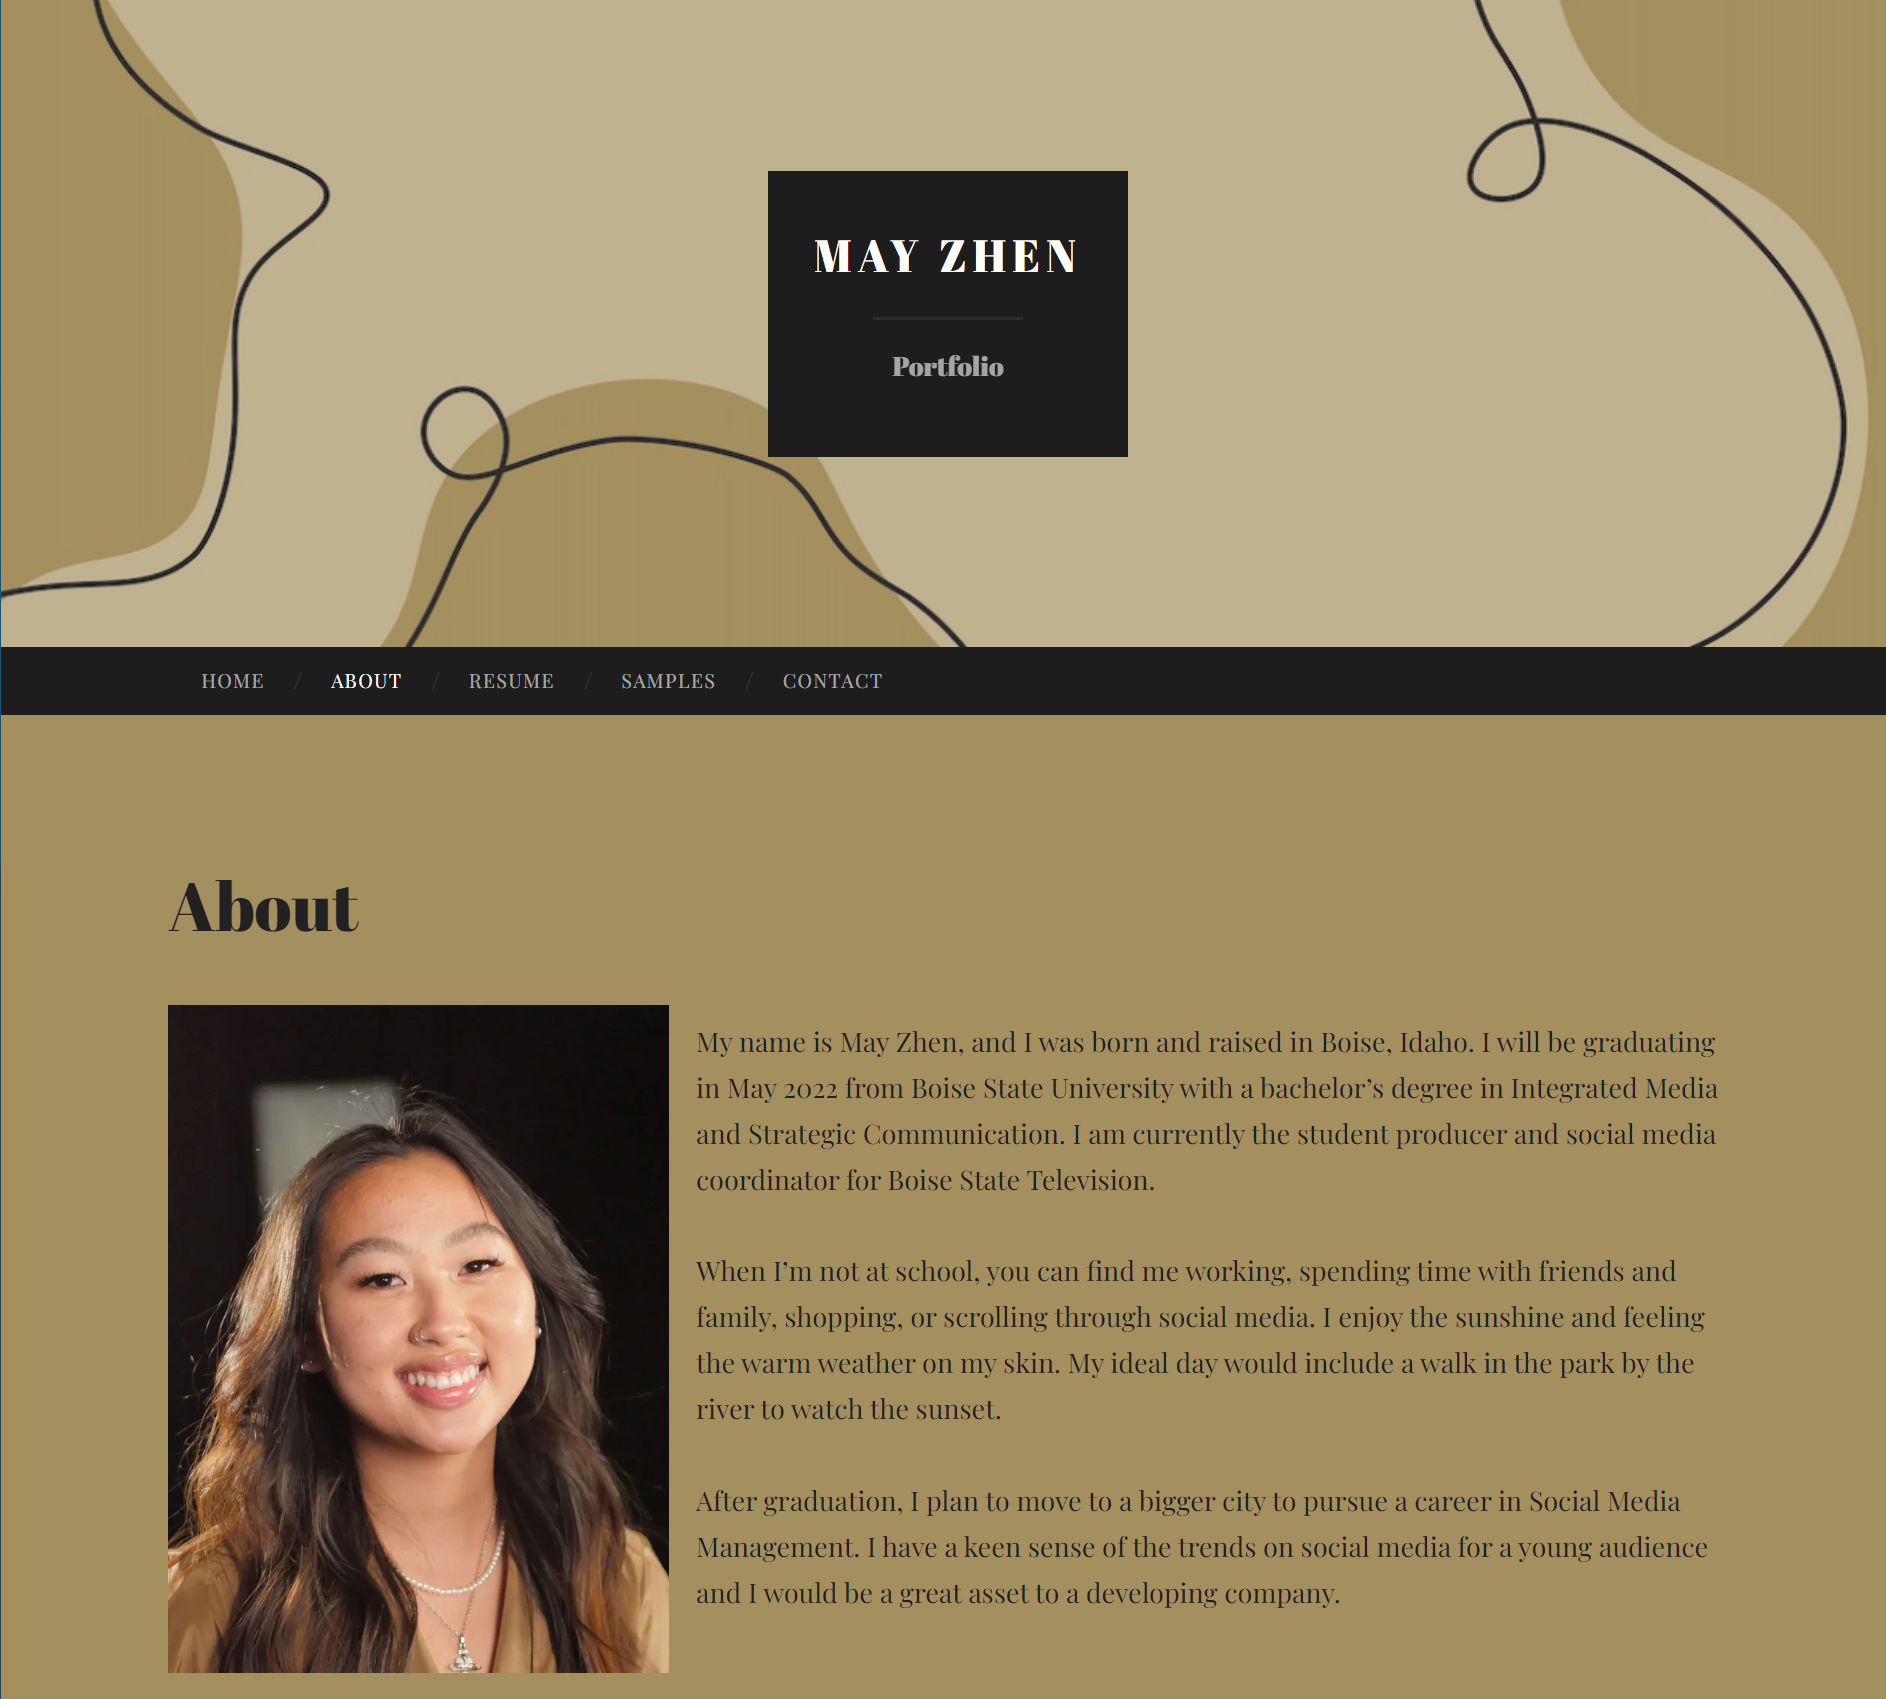 MAY ZHEN
Portfolio
HOME / ABOUT / RESUME / SAMPLES / CONTACT
About
My name is May Zhen, and I was born and raised in Boise, Idaho. I will be graduating
in May 2022 from Boise State University with a bachelor’s degree in Integrated Media
and Strategic Communication. I am currently the student producer and social media
coordinator for Boise State Television.
When I’m not at school, you can find me working, spending time with friends and
family, shopping, or scrolling through social media. I enjoy the sunshine and feeling
the warm weather on my skin. My ideal day would include a walk in the park by the
river to watch the sunset.
After graduation, I plan to move to a bigger city to pursue a career in Social Media
Management. I have a keen sense of the trends on social media for a young audience
and I would be a great asset to a developing company.